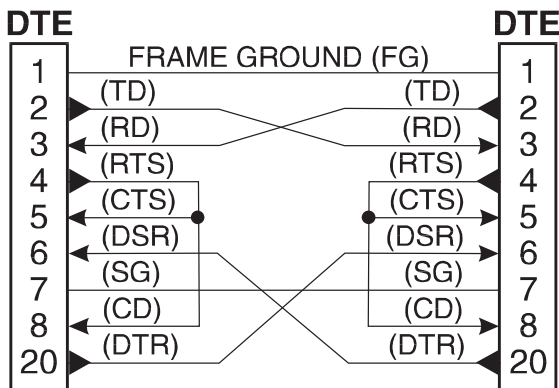 DTE DTE
FRAME GROUND (FG)
1 1
2 (TD) (TD) 2
3 (RD) (RD) 3
4 (RTS) (RTS) 4
5 (CTS) (CTS) 5
6 (DSR) (DSR) 6
7 (SG) (SG) 7
8 (CD) (CD) 8
20 (DTR) (DTR) 20